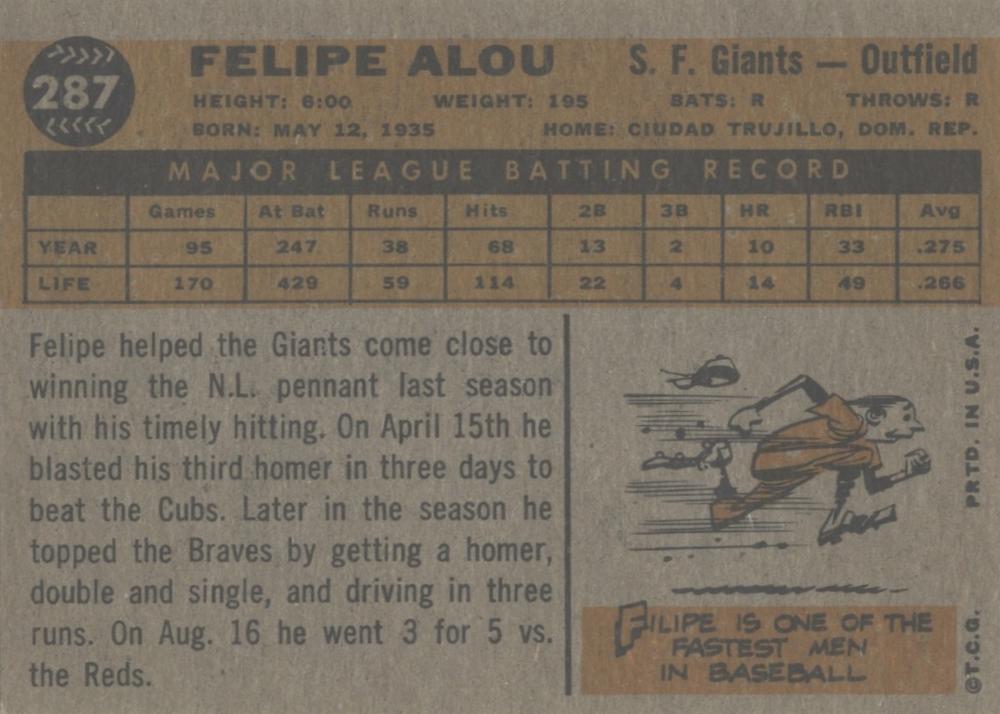 287
FELIPE ALOU S. F. Giants — Outfield
HEIGHT: 6:00 WEIGHT: 195 BATS: R THROWS: R
BORN: MAY 12, 1935 HOME: CIUDAD TRUJILLO, DOM. REP.
MAJOR LEAGUE BATTING RECORD
Games At Bat Runs Hits 2B 3B HR RBI Avg
YEAR 95 247 38 68 13 2 10 33 .275
LIFE 170 429 59 114 22 4 14 49 .266
Felipe helped the Giants come close to
winning the N.L. pennant last season
with his timely hitting. On April 15th he
blasted his third homer in three days to
beat the Cubs. Later in the season he
topped the Braves by getting a homer,
double and single, and driving in three
runs. On Aug. 16 he went 3 for 5 vs.
the Reds.
FILIPE IS ONE OF THE
FASTEST MEN
IN BASEBALL
©T.C.G. PRTD. IN U.S.A.